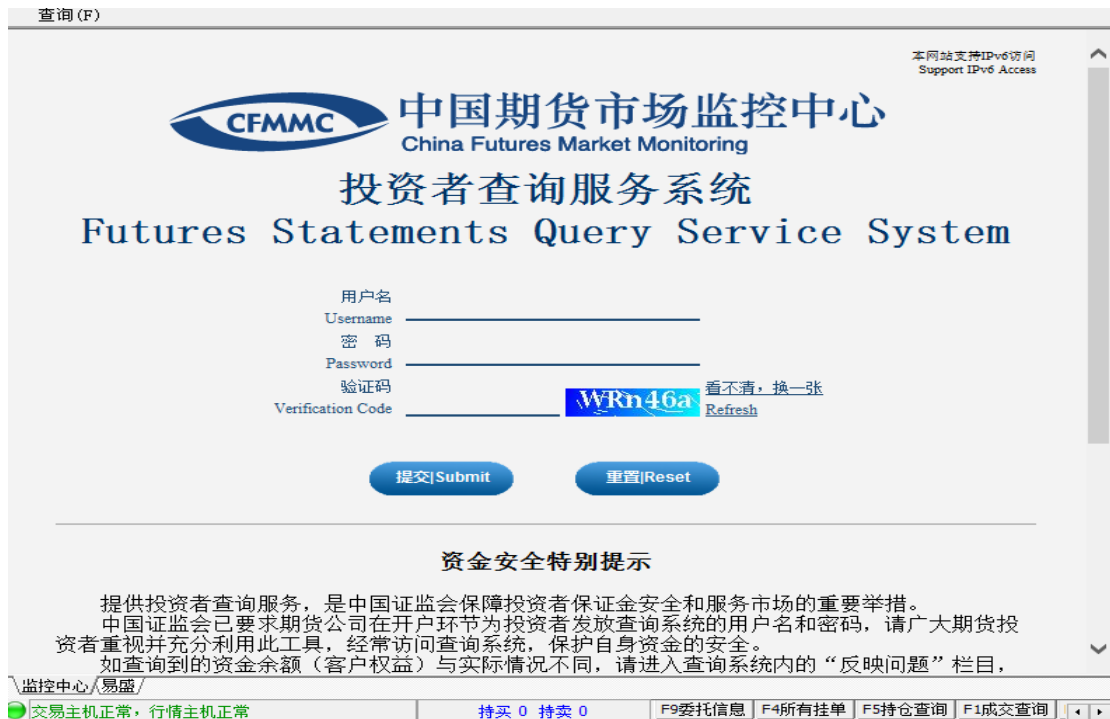 查询(F)
本网站支持IPv6访问
Support IPv6 Access
CFMMC
中国期货市场监控中心
China Futures Market Monitoring
投资者查询服务系统
Futures Statements Query Service System
用户名
Username
密 码
Password
验证码
Verification Code
WRn46a
看不清，换一张
Refresh
提交|Submit
重置|Reset
资金安全特别提示
提供投资者查询服务，是中国证监会保障投资者保证金安全和服务市场的重要举措。
中国证监会已要求期货公司在开户环节为投资者发放查询系统的用户名和密码，请广大期货投
资者重视并充分利用此工具，经常访问查询系统，保护自身资金的安全。
如查询到的资金余额（客户权益）与实际情况不同，请进入查询系统内的“反映问题”栏目，
监控中心 易盛
交易主机正常，行情主机正常
持买 0 持卖 0
F9委托信息 F4所有挂单 F5持仓查询 F1成交查询